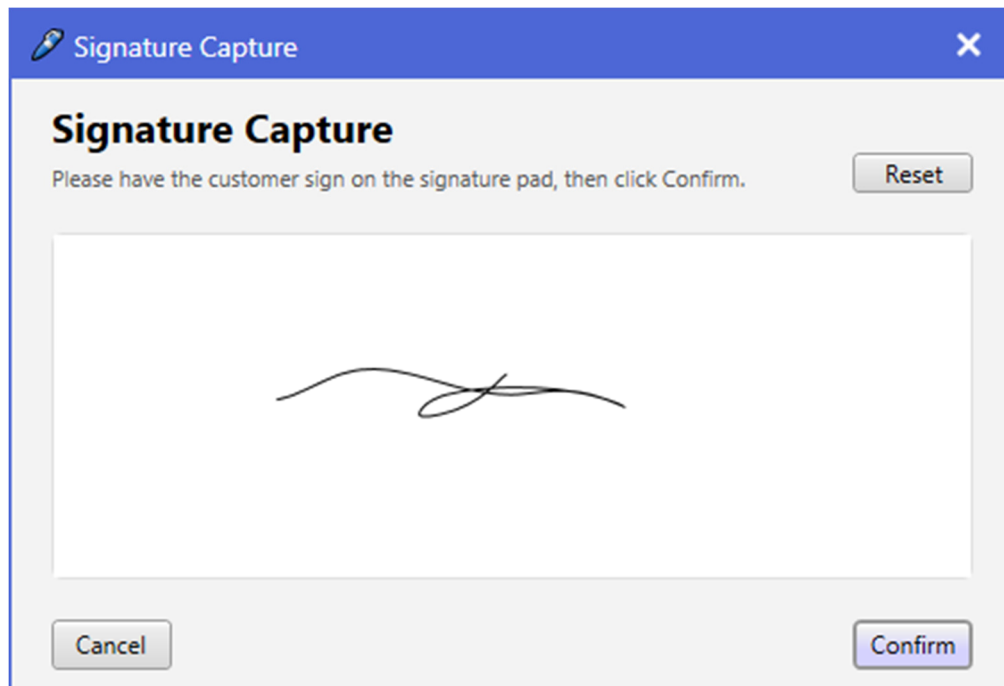 Signature Capture
Signature Capture
Please have the customer sign on the signature pad, then click Confirm.
Reset
Cancel
Confirm